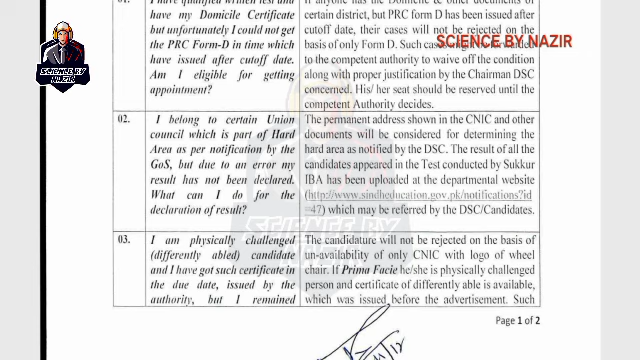 01. I have qualified written test and
have my Domicile Certificate
but unfortunately I could not get
the PRC Form-D in time which
have issued after cutoff date.
Am I eligible for getting
appointment?
If anyone has the Domicile & other documents of
certain district, but PRC form D has been issued after
cutoff date, their cases will not be rejected on the
basis of only Form D. Such cases might to forwarded
to the competent authority to waive off the condition
along with proper justification by the Chairman DSC
concerned. His/ her seat should be reserved until the
competent Authority decides.
SCIENCE BY NAZIR
SCIENCE BY
NAZIR
02. I belong to certain Union
council which is part of Hard
Area as per notification by the
GoS, but due to an error my
result has not been declared.
What can I do for the
declaration of result?
The permanent address shown in the CNIC and other
documents will be considered for determining the
hard area as notified by the DSC. The result of all the
candidates appeared in the Test conducted by Sukkur
IBA has been uploaded at the departmental website
(http://www.sindheducation.gov.pk/notifications?id
=47) which may be referred by the DSC/Candidates.
SCIENCE BY
NAZIR
03. I am physically challenged
(differently abled) candidate
and I have got such certificate in
the due date, issued by the
authority, but I remained
The candidature will not be rejected on the basis of
un-availability of only CNIC with logo of wheel
chair. If Prima Facie he/she is physically challenged
person and certificate of differently able is available,
which was issued before the advertisement. Such
Page 1 of 2